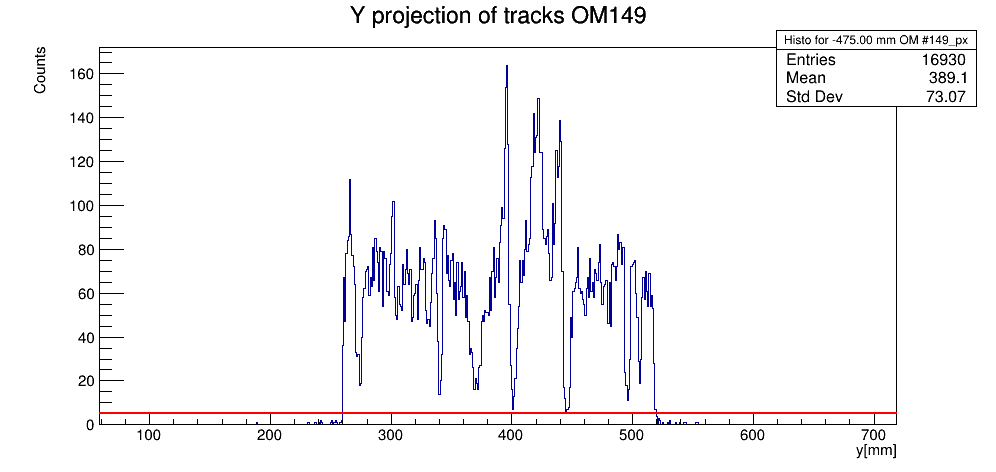 Y projection of tracks OM149
Histo for -475.00 mm OM #149_px
Entries 16930
Mean 389.1
Std Dev 73.07
Counts
160
140
120
100
80
60
40
20
0
100 200 300 400 500 600 700
y[mm]